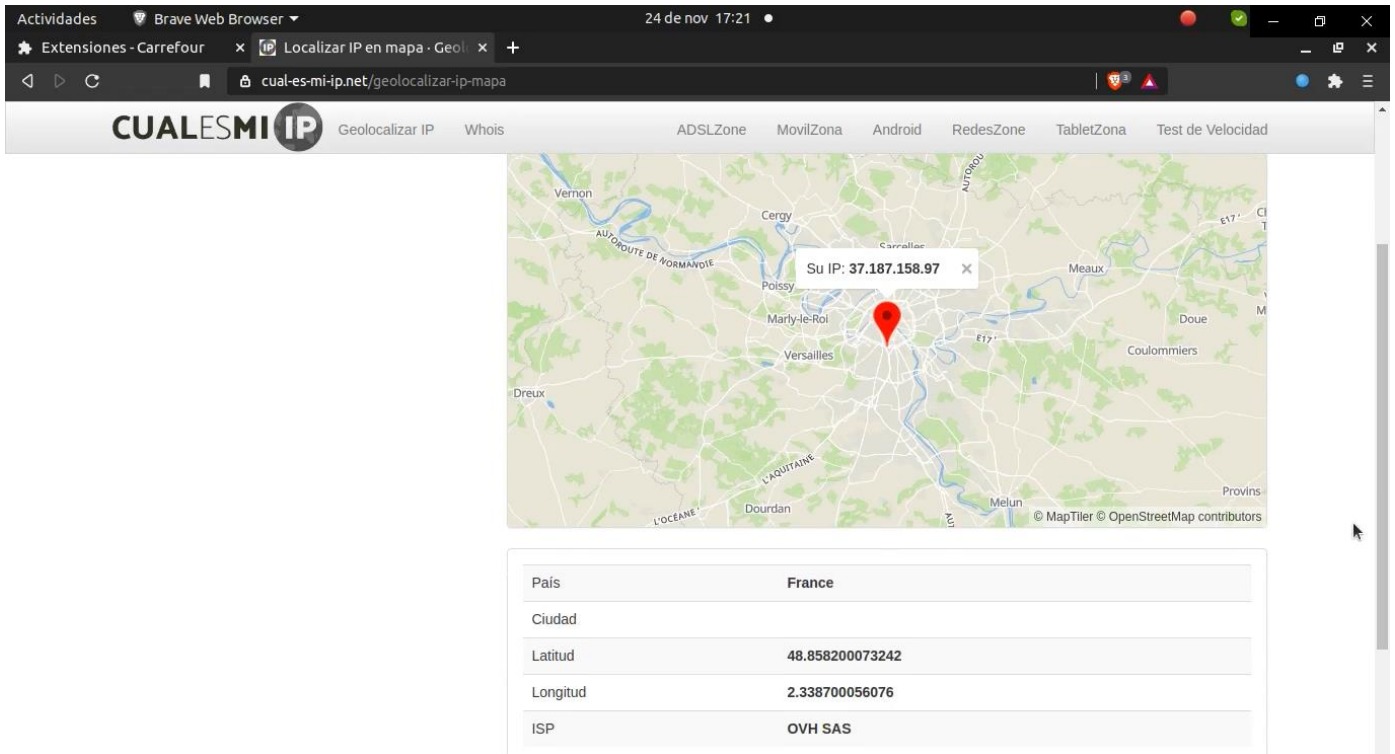 Actividades Brave Web Browser 24 de nov 17:21
Extensiones - Carrefour Localizar IP en mapa · Geol
cual-es-mi-ip.net/geolocalizar-ip-mapa 3
CUALESMI IP Geolocalizar IP Whois ADSLZone MovilZona Android RedesZone TabletZona Test de Velocidad
AUTOROU
Vernon
Cergy
E17
AUTOROUTE DE NORMANDIE
Sarcelles
Su IP: 37.187.158.97
Meaux
Poissy
Marly-le-Roi
Doue
E17
Versailles
Coulommiers
Dreux
L'AQUITAINE
Provins
Melun
Dourdan
L'OCÉANE
© MapTiler © OpenStreetMap contributors
País France
Ciudad
Latitud 48.858200073242
Longitud 2.338700056076
ISP OVH SAS